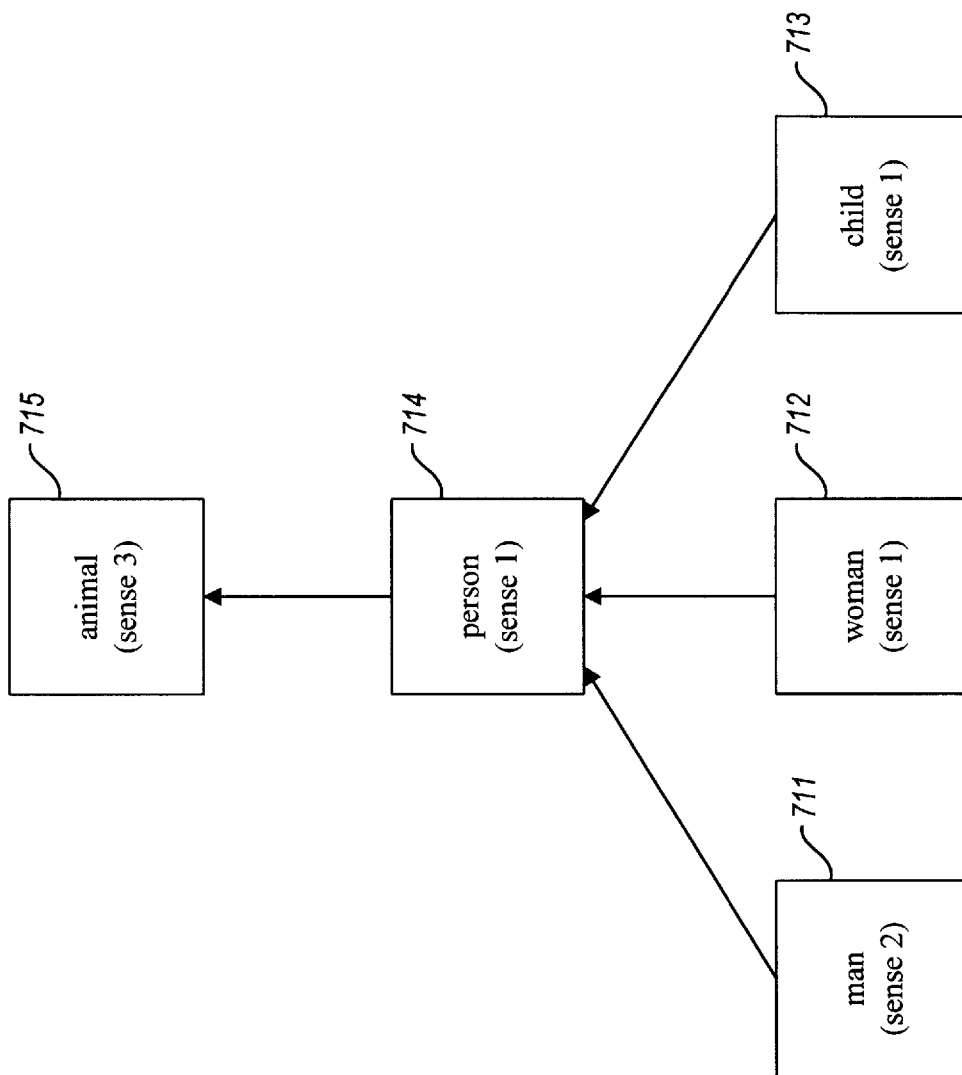 715
animal
(sense 3)
714
person
(sense 1)
711
man
(sense 2)
712
woman
(sense 1)
713
child
(sense 1)